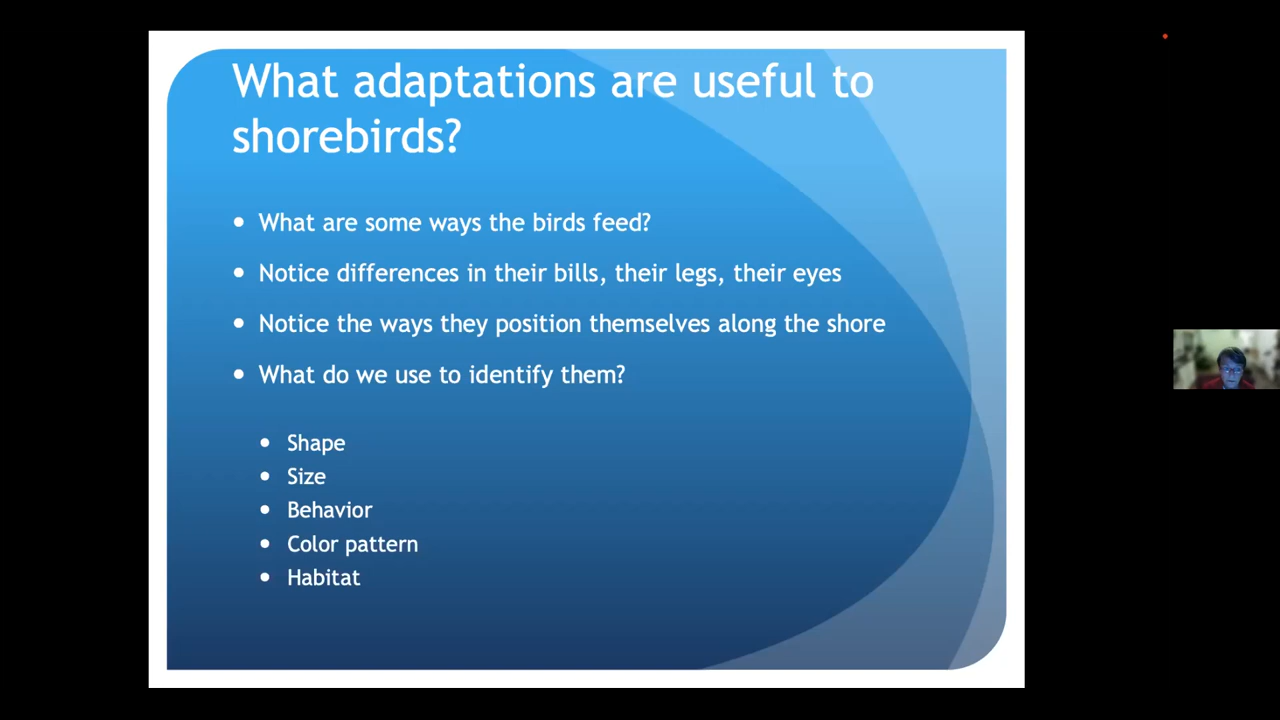 What adaptations are useful to
shorebirds?
• What are some ways the birds feed?
• Notice differences in their bills, their legs, their eyes
• Notice the ways they position themselves along the shore
• What do we use to identify them?
• Shape
• Size
• Behavior
• Color pattern
• Habitat